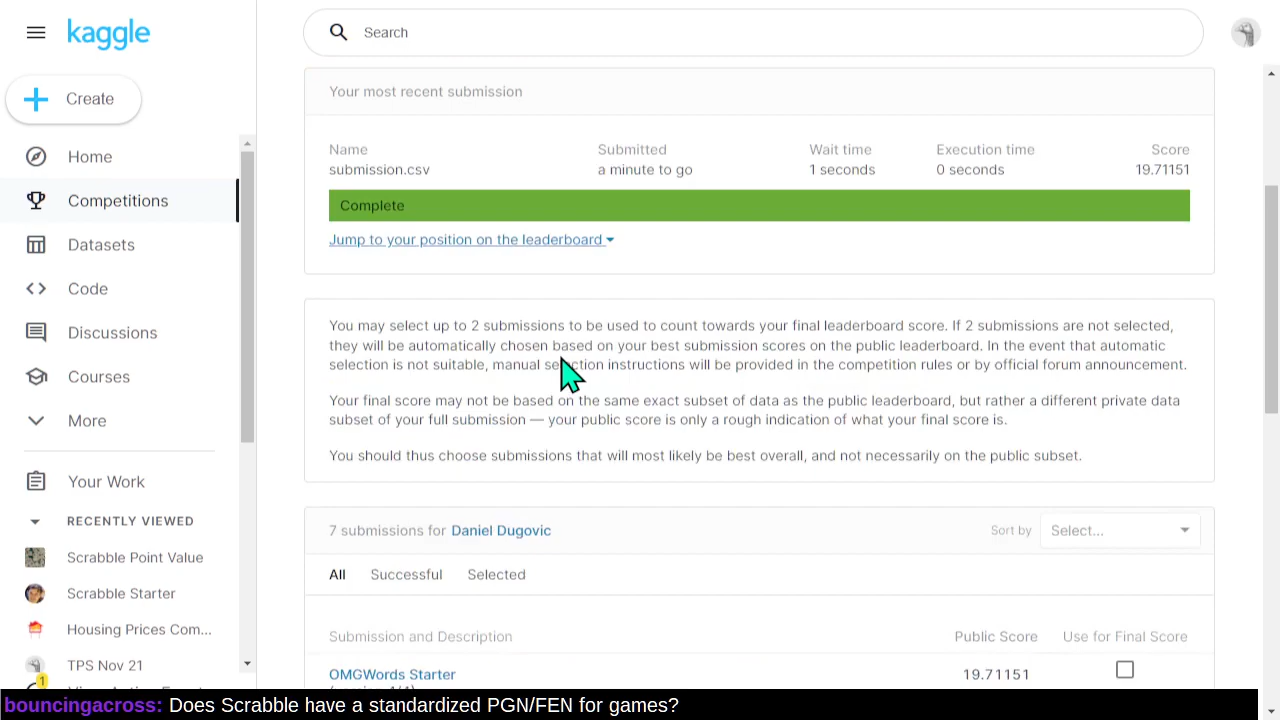 kaggle
Search
Create
Home
Competitions
Datasets
Code
Discussions
Courses
More
Your Work
RECENTLY VIEWED
Scrabble Point Value
Scrabble Starter
Housing Prices Com...
TPS Nov 21
1
Your most recent submission
Name Submitted Wait time Execution time Score
submission.csv a minute to go 1 seconds 0 seconds 19.71151
Complete
Jump to your position on the leaderboard
You may select up to 2 submissions to be used to count towards your final leaderboard score. If 2 submissions are not selected,
they will be automatically chosen based on your best submission scores on the public leaderboard. In the event that automatic
selection is not suitable, manual selection instructions will be provided in the competition rules or by official forum announcement.
Your final score may not be based on the same exact subset of data as the public leaderboard, but rather a different private data
subset of your full submission — your public score is only a rough indication of what your final score is.
You should thus choose submissions that will most likely be best overall, and not necessarily on the public subset.
7 submissions for Daniel Dugovic Sort by Select...
All Successful Selected
Submission and Description Public Score Use for Final Score
OMGWords Starter 19.71151
bouncingacross: Does Scrabble have a standardized PGN/FEN for games?